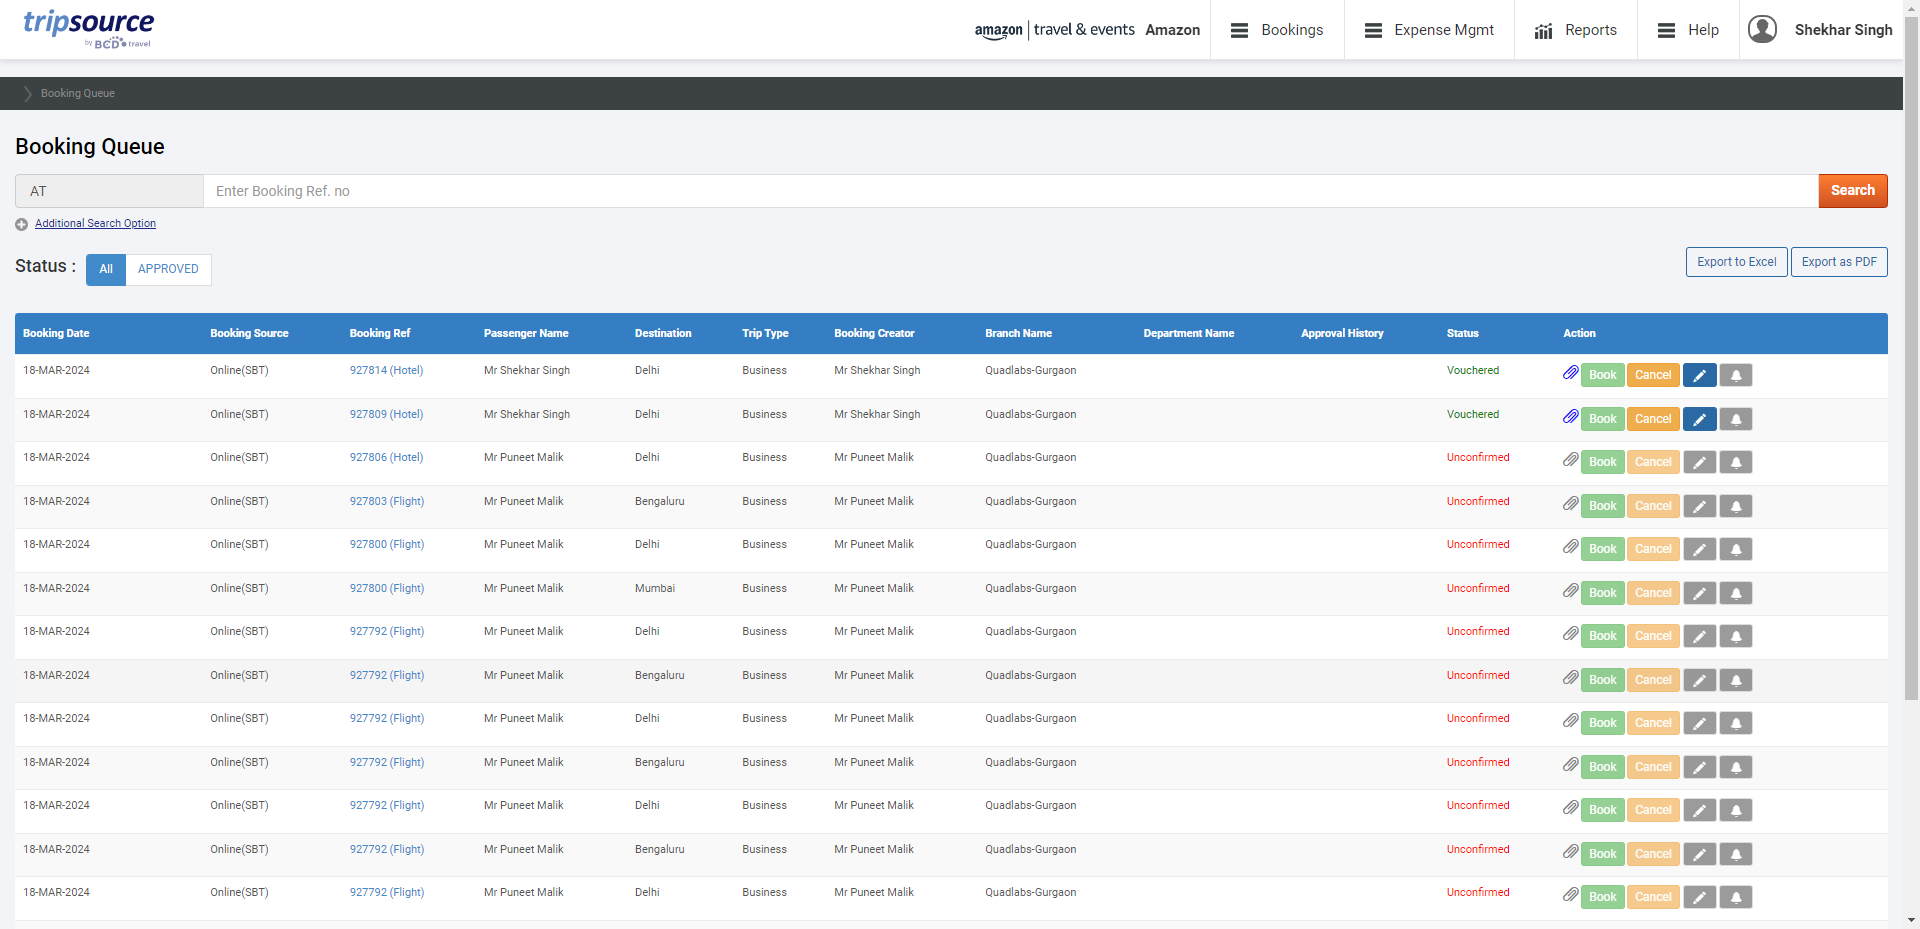 tripsource
by BCD travel
amazon | travel & events Amazon Bookings Expense Mgmt Reports Help Shekhar Singh
Booking Queue
Booking Queue
AT Enter Booking Ref. no Search
Additional Search Option
Status : All APPROVED Export to Excel Export as PDF
Booking Date Booking Source Booking Ref Passenger Name Destination Trip Type Booking Creator Branch Name Department Name Approval History Status Action
18-MAR-2024 Online(SBT) 927814 (Hotel) Mr Shekhar Singh Delhi Business Mr Shekhar Singh Quadlabs-Gurgaon Vouchered Book Cancel
18-MAR-2024 Online(SBT) 927809 (Hotel) Mr Shekhar Singh Delhi Business Mr Shekhar Singh Quadlabs-Gurgaon Vouchered Book Cancel
18-MAR-2024 Online(SBT) 927806 (Hotel) Mr Puneet Malik Delhi Business Mr Puneet Malik Quadlabs-Gurgaon Unconfirmed Book Cancel
18-MAR-2024 Online(SBT) 927803 (Flight) Mr Puneet Malik Bengaluru Business Mr Puneet Malik Quadlabs-Gurgaon Unconfirmed Book Cancel
18-MAR-2024 Online(SBT) 927800 (Flight) Mr Puneet Malik Delhi Business Mr Puneet Malik Quadlabs-Gurgaon Unconfirmed Book Cancel
18-MAR-2024 Online(SBT) 927800 (Flight) Mr Puneet Malik Mumbai Business Mr Puneet Malik Quadlabs-Gurgaon Unconfirmed Book Cancel
18-MAR-2024 Online(SBT) 927792 (Flight) Mr Puneet Malik Delhi Business Mr Puneet Malik Quadlabs-Gurgaon Unconfirmed Book Cancel
18-MAR-2024 Online(SBT) 927792 (Flight) Mr Puneet Malik Bengaluru Business Mr Puneet Malik Quadlabs-Gurgaon Unconfirmed Book Cancel
18-MAR-2024 Online(SBT) 927792 (Flight) Mr Puneet Malik Delhi Business Mr Puneet Malik Quadlabs-Gurgaon Unconfirmed Book Cancel
18-MAR-2024 Online(SBT) 927792 (Flight) Mr Puneet Malik Bengaluru Business Mr Puneet Malik Quadlabs-Gurgaon Unconfirmed Book Cancel
18-MAR-2024 Online(SBT) 927792 (Flight) Mr Puneet Malik Delhi Business Mr Puneet Malik Quadlabs-Gurgaon Unconfirmed Book Cancel
18-MAR-2024 Online(SBT) 927792 (Flight) Mr Puneet Malik Bengaluru Business Mr Puneet Malik Quadlabs-Gurgaon Unconfirmed Book Cancel
18-MAR-2024 Online(SBT) 927792 (Flight) Mr Puneet Malik Delhi Business Mr Puneet Malik Quadlabs-Gurgaon Unconfirmed Book Cancel